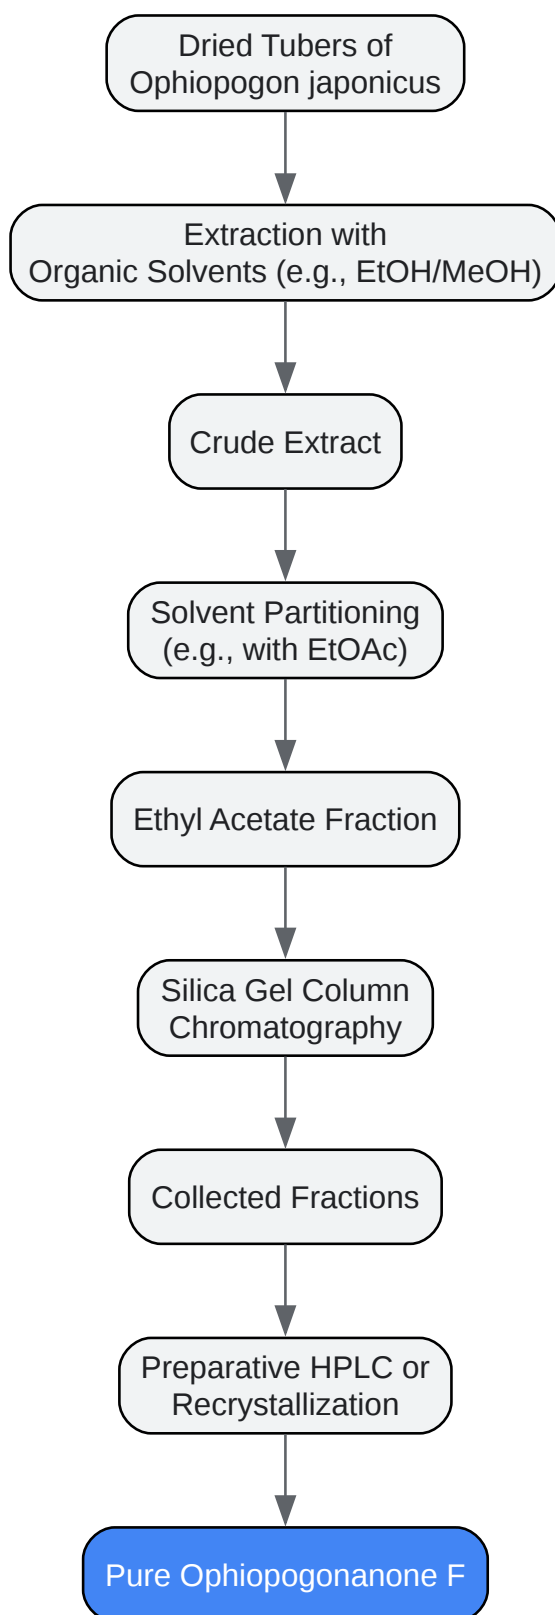 Dried Tubers of
Ophiopogon japonicus
Extraction with
Organic Solvents (e.g., EtOH/MeOH)
Crude Extract
Solvent Partitioning
(e.g., with EtOAc)
Ethyl Acetate Fraction
Silica Gel Column
Chromatography
Collected Fractions
Preparative HPLC or
Recrystallization
Pure Ophiopogonanone F